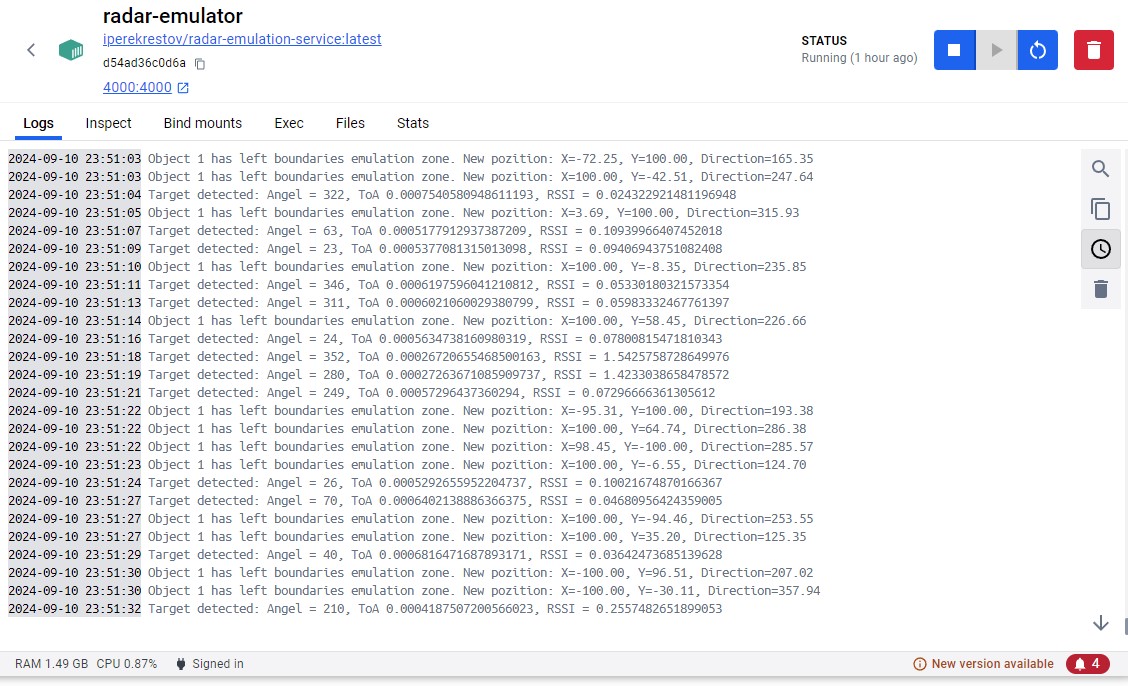 radar-emulator
iperekrestov/radar-emulation-service:latest
d54ad36c0d6a
4000:4000
STATUS
Running (1 hour ago)
Logs Inspect Bind mounts Exec Files Stats
2024-09-10 23:51:03 Object 1 has left boundaries emulation zone. New pozition: X=-72.25, Y=100.00, Direction=165.35
2024-09-10 23:51:03 Object 1 has left boundaries emulation zone. New pozition: X=100.00, Y=-42.51, Direction=247.64
2024-09-10 23:51:04 Target detected: Angel = 322, ToA 0.0007540580948611193, RSSI = 0.024322921481196948
2024-09-10 23:51:05 Object 1 has left boundaries emulation zone. New pozition: X=3.69, Y=100.00, Direction=315.93
2024-09-10 23:51:07 Target detected: Angel = 63, ToA 0.0005177912937387209, RSSI = 0.10939966407452018
2024-09-10 23:51:09 Target detected: Angel = 23, ToA 0.0005377081315013098, RSSI = 0.09406943751082408
2024-09-10 23:51:10 Object 1 has left boundaries emulation zone. New pozition: X=100.00, Y=-8.35, Direction=235.85
2024-09-10 23:51:11 Target detected: Angel = 346, ToA 0.0006197596041210812, RSSI = 0.05330180321573354
2024-09-10 23:51:13 Target detected: Angel = 311, ToA 0.0006021060029380799, RSSI = 0.05983332467761397
2024-09-10 23:51:14 Object 1 has left boundaries emulation zone. New pozition: X=100.00, Y=58.45, Direction=226.66
2024-09-10 23:51:16 Target detected: Angel = 24, ToA 0.0005634738160980319, RSSI = 0.07800815471810343
2024-09-10 23:51:18 Target detected: Angel = 352, ToA 0.00026720655468500163, RSSI = 1.5425758728649976
2024-09-10 23:51:19 Target detected: Angel = 280, ToA 0.00027263671085909737, RSSI = 1.4233038658478572
2024-09-10 23:51:21 Target detected: Angel = 249, ToA 0.00057296437360294, RSSI = 0.07296666361305612
2024-09-10 23:51:22 Object 1 has left boundaries emulation zone. New pozition: X=-95.31, Y=100.00, Direction=193.38
2024-09-10 23:51:22 Object 1 has left boundaries emulation zone. New pozition: X=100.00, Y=64.74, Direction=286.38
2024-09-10 23:51:22 Object 1 has left boundaries emulation zone. New pozition: X=98.45, Y=-100.00, Direction=285.57
2024-09-10 23:51:23 Object 1 has left boundaries emulation zone. New pozition: X=100.00, Y=-6.55, Direction=124.70
2024-09-10 23:51:24 Target detected: Angel = 26, ToA 0.0005292655952204737, RSSI = 0.10021674870166367
2024-09-10 23:51:27 Target detected: Angel = 70, ToA 0.0006402138886366375, RSSI = 0.04680956424359005
2024-09-10 23:51:27 Object 1 has left boundaries emulation zone. New pozition: X=100.00, Y=-94.46, Direction=253.55
2024-09-10 23:51:27 Object 1 has left boundaries emulation zone. New pozition: X=100.00, Y=35.20, Direction=125.35
2024-09-10 23:51:29 Target detected: Angel = 40, ToA 0.0006816471687893171, RSSI = 0.03642473685139628
2024-09-10 23:51:30 Object 1 has left boundaries emulation zone. New pozition: X=-100.00, Y=96.51, Direction=207.02
2024-09-10 23:51:30 Object 1 has left boundaries emulation zone. New pozition: X=-100.00, Y=-30.11, Direction=357.94
2024-09-10 23:51:32 Target detected: Angel = 210, ToA 0.0004187507200566023, RSSI = 0.2557482651899053
RAM 1.49 GB CPU 0.87% Signed in New version available 4